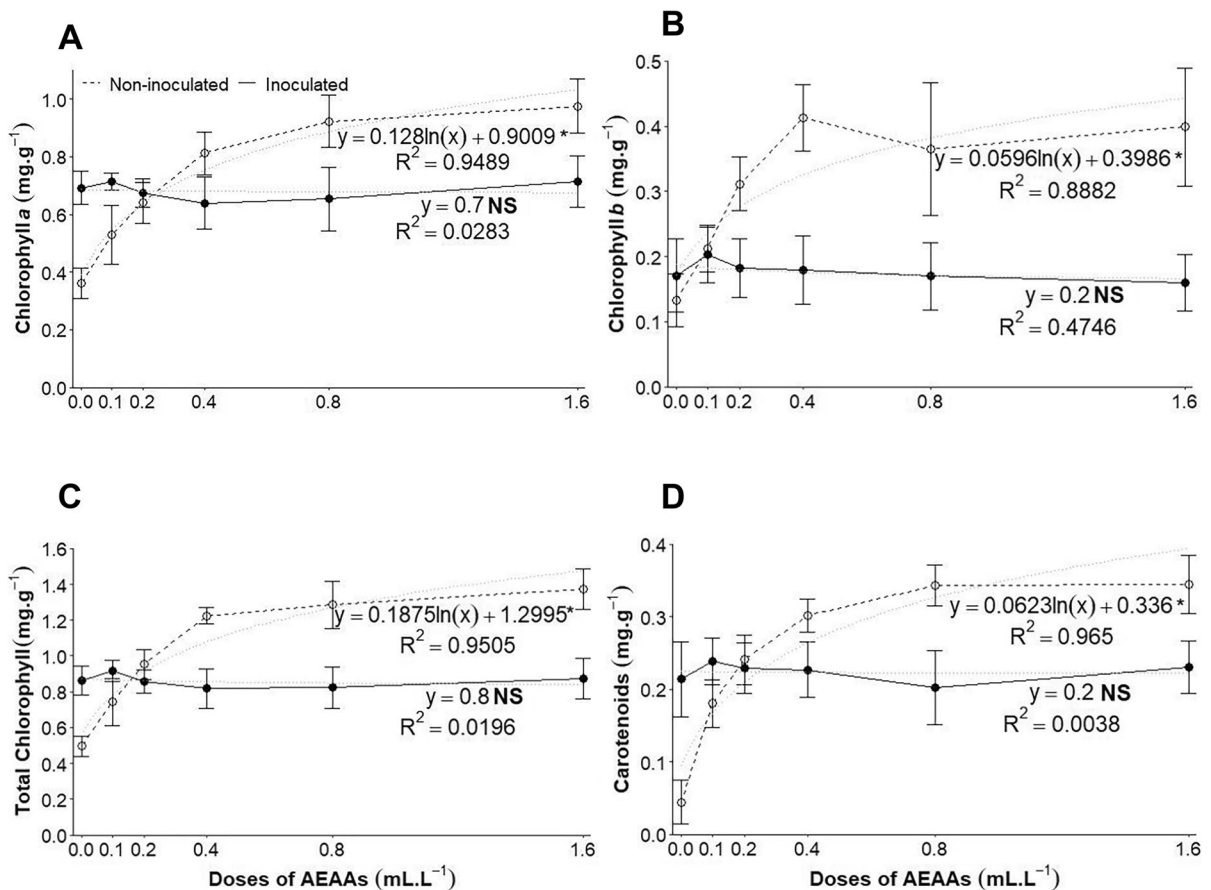 A
Non-inoculated Inoculated
Chlorophyll a (mg.g⁻¹)
1.0
0.8
0.6
0.4
0.2
0.0
y = 0.128ln(x) + 0.9009 *
R² = 0.9489
y = 0.7 NS
R² = 0.0283
0.0 0.1 0.2 0.4 0.8 1.6
B
Chlorophyll b (mg.g⁻¹)
0.5
0.4
0.3
0.2
0.1
0.0
y = 0.0596ln(x) + 0.3986 *
R² = 0.8882
y = 0.2 NS
R² = 0.4746
0.0 0.1 0.2 0.4 0.8 1.6
C
Total Chlorophyll (mg.g⁻¹)
1.6
1.4
1.2
1.0
0.8
0.6
0.4
0.2
0.0
y = 0.1875ln(x) + 1.2995*
R² = 0.9505
y = 0.8 NS
R² = 0.0196
0.0 0.1 0.2 0.4 0.8 1.6
Doses of AEAAs (mL.L⁻¹)
D
Carotenoids (mg.g⁻¹)
0.4
0.3
0.2
0.1
0.0
y = 0.0623ln(x) + 0.336 *
R² = 0.965
y = 0.2 NS
R² = 0.0038
0.0 0.1 0.2 0.4 0.8 1.6
Doses of AEAAs (mL.L⁻¹)